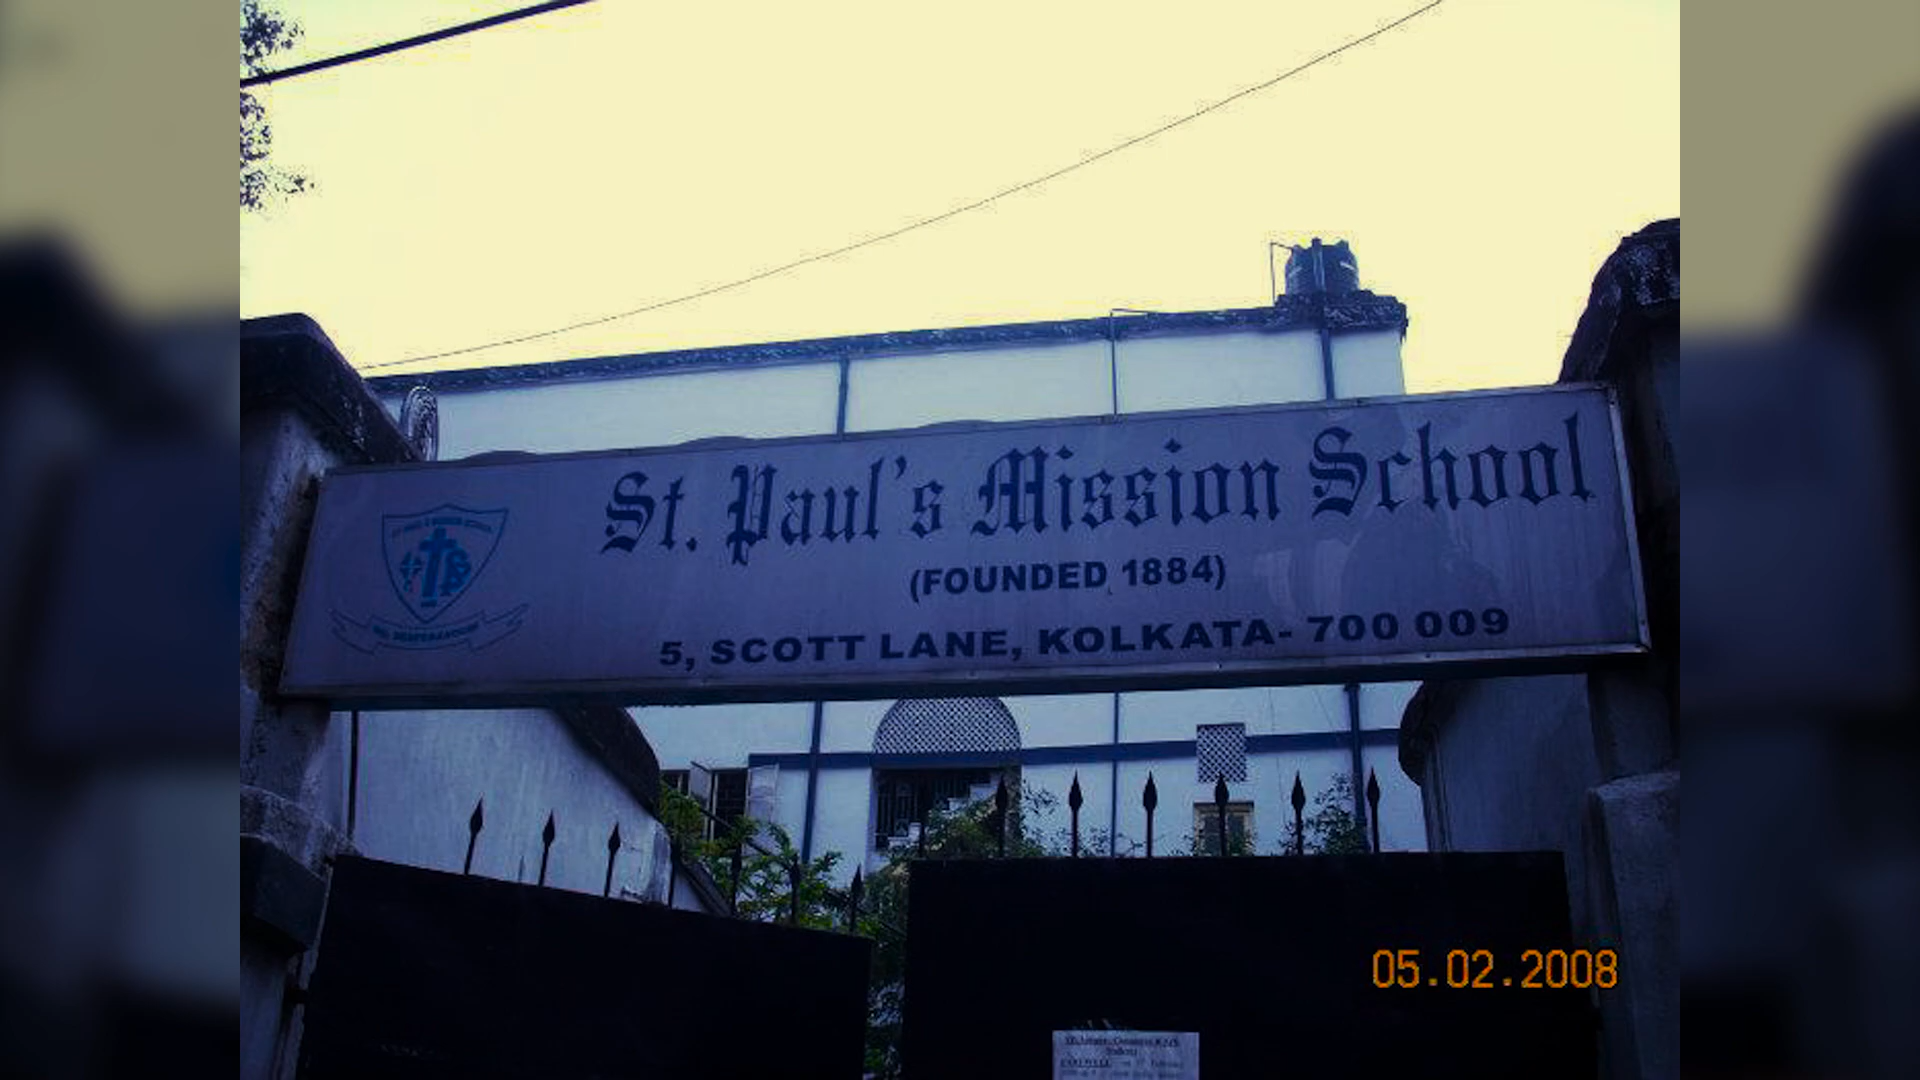 St. Paul's Mission School
(FOUNDED 1884)
5, SCOTT LANE, KOLKATA- 700 009
05.02.2008